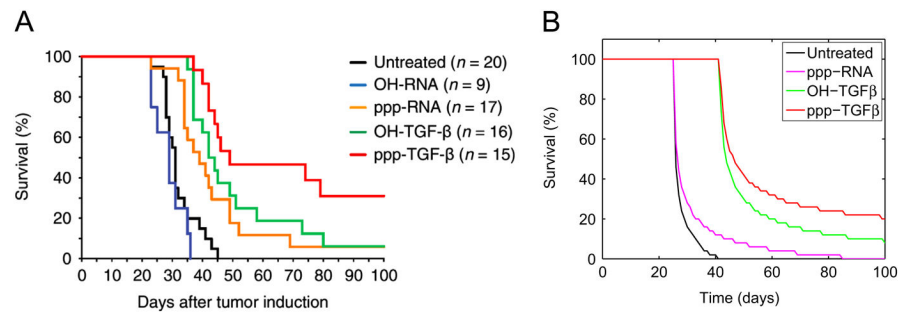 A
Survival (%)
100
80
60
40
20
0
0 10 20 30 40 50 60 70 80 90 100
Days after tumor induction
Untreated (n = 20)
OH-RNA (n = 9)
ppp-RNA (n = 17)
OH-TGF-β (n = 16)
ppp-TGF-β (n = 15)
B
Survival (%)
100
80
60
40
20
0
0 20 40 60 80 100
Time (days)
Untreated
ppp−RNA
OH−TGFβ
ppp−TGFβ